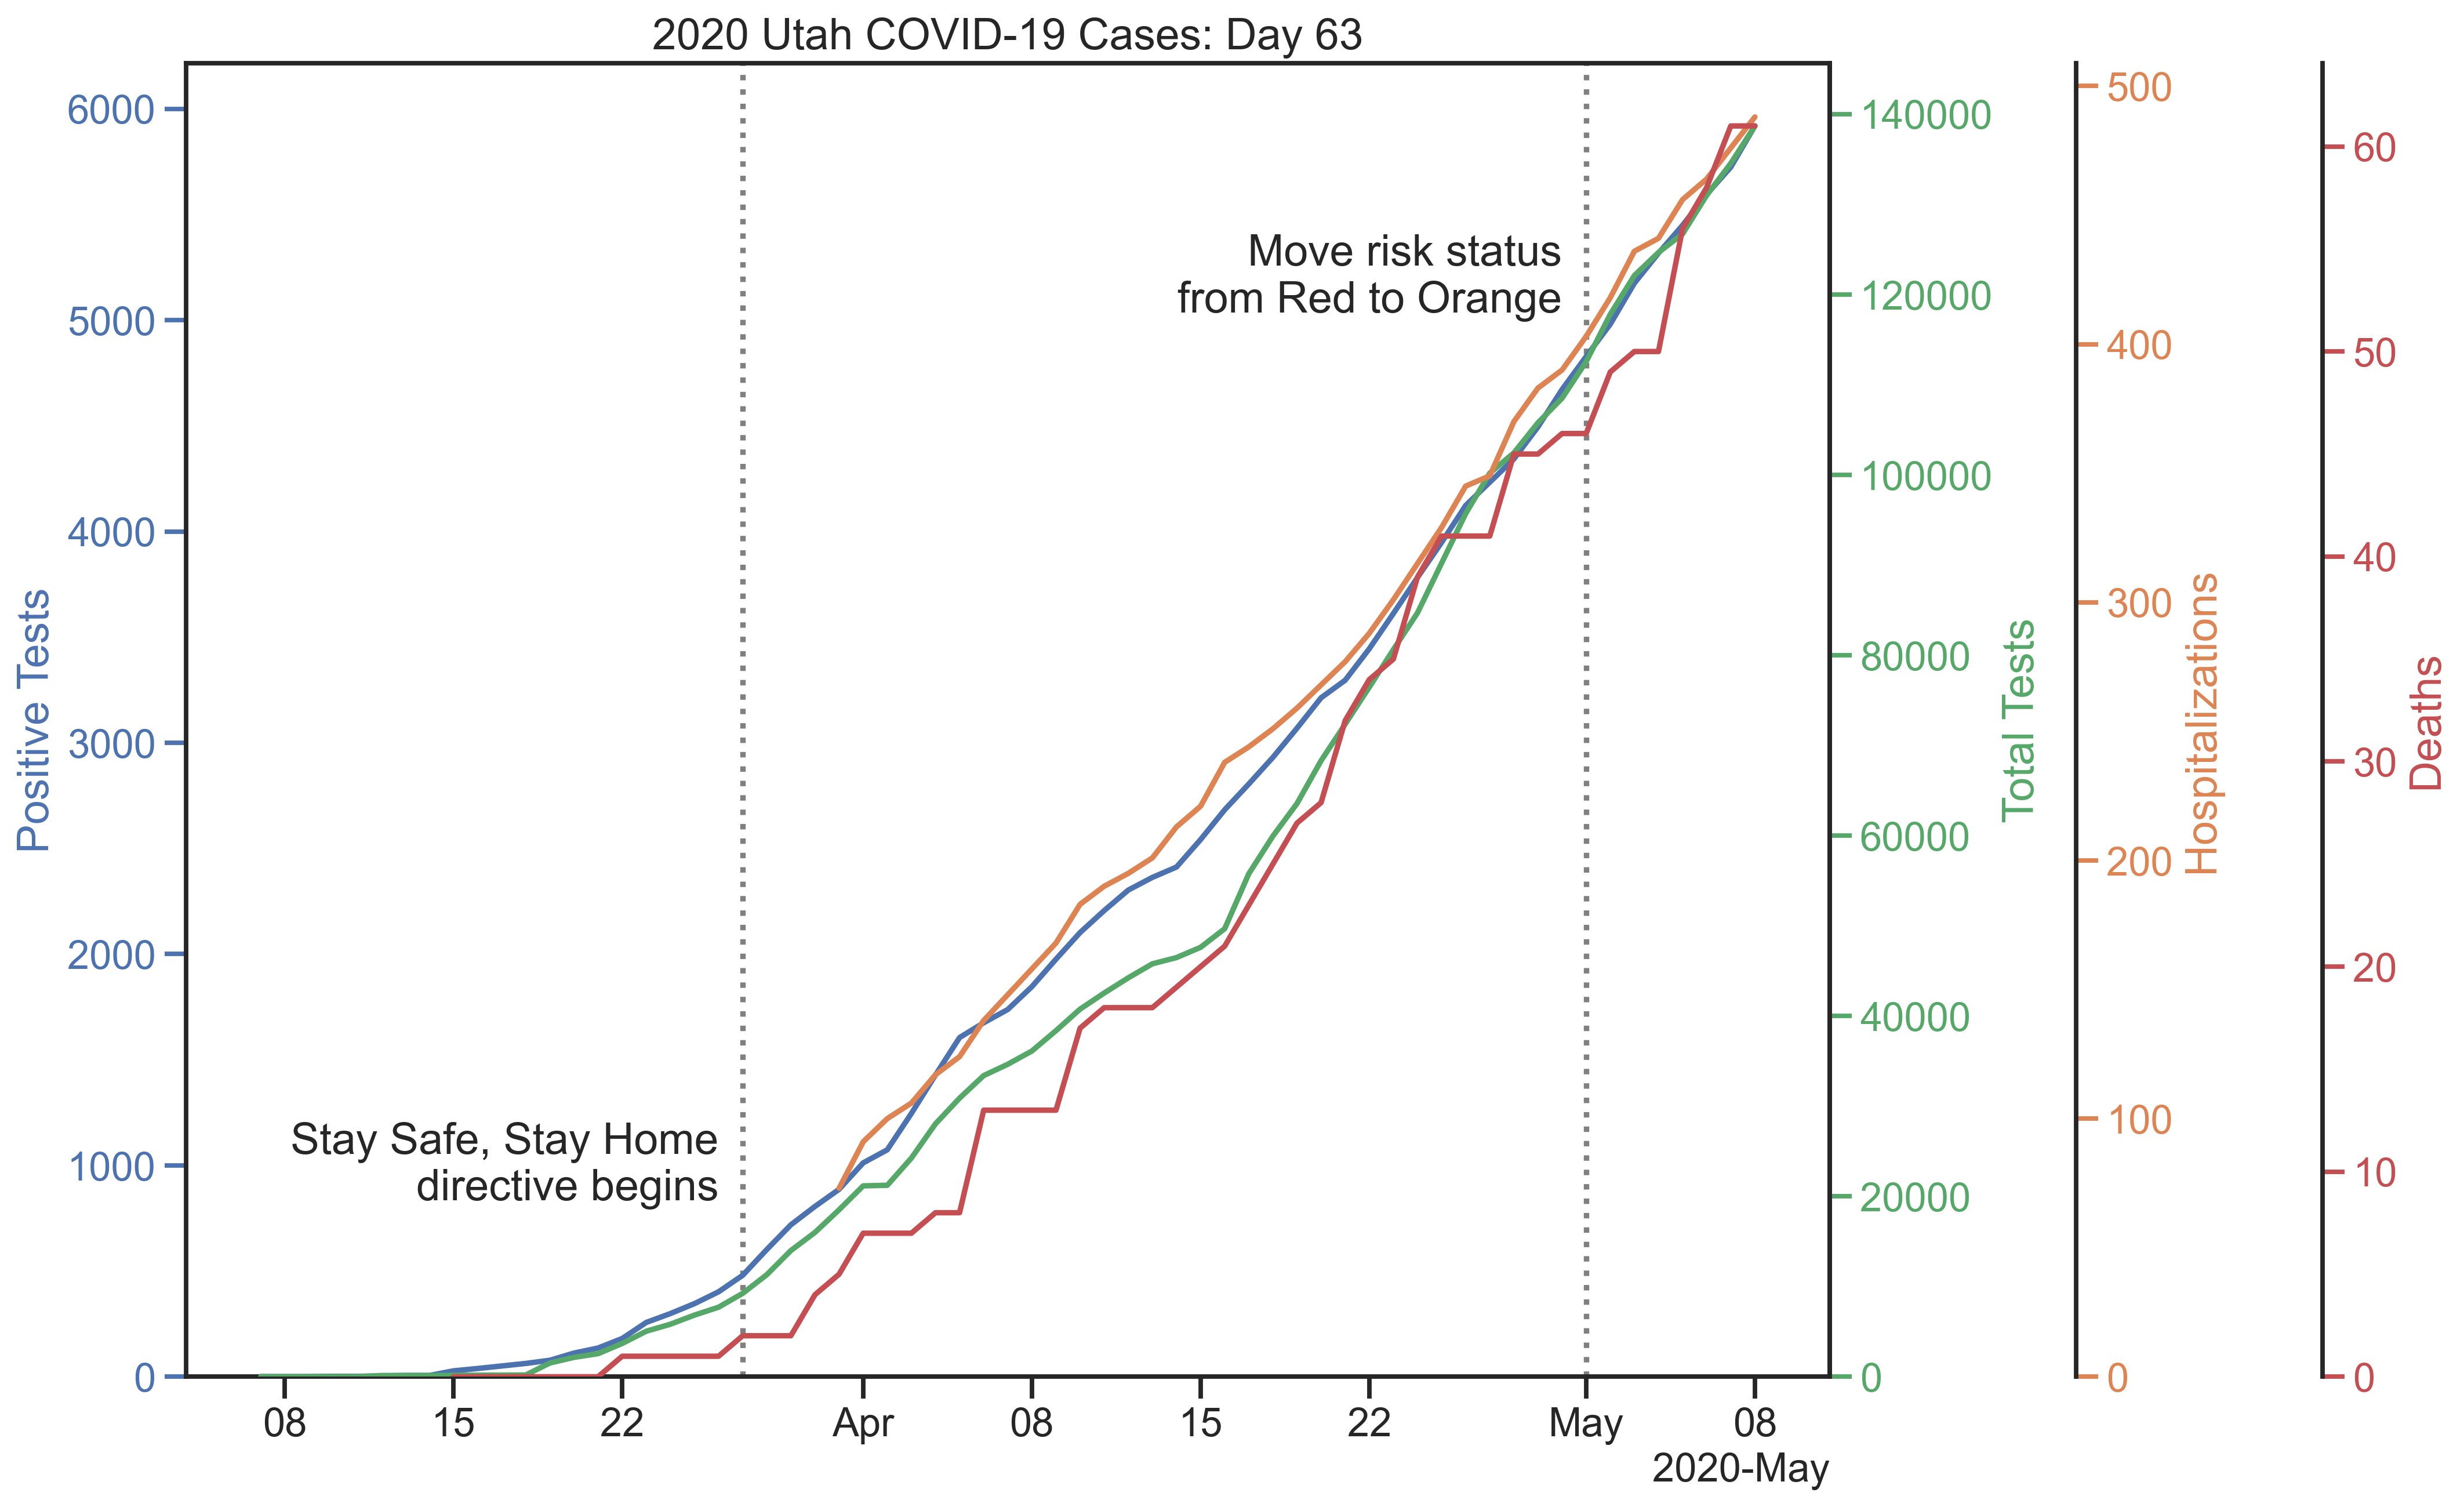 2020 Utah COVID-19 Cases: Day 63
6000
5000
4000
3000
2000
1000
0
Positive Tests
Move risk status
from Red to Orange
Stay Safe, Stay Home
directive begins
08
15
22
Apr
08
15
22
May
08
2020-May
140000
120000
100000
80000
60000
40000
20000
0
Total Tests
500
400
300
200
100
0
Hospitalizations
60
50
40
30
20
10
0
Deaths